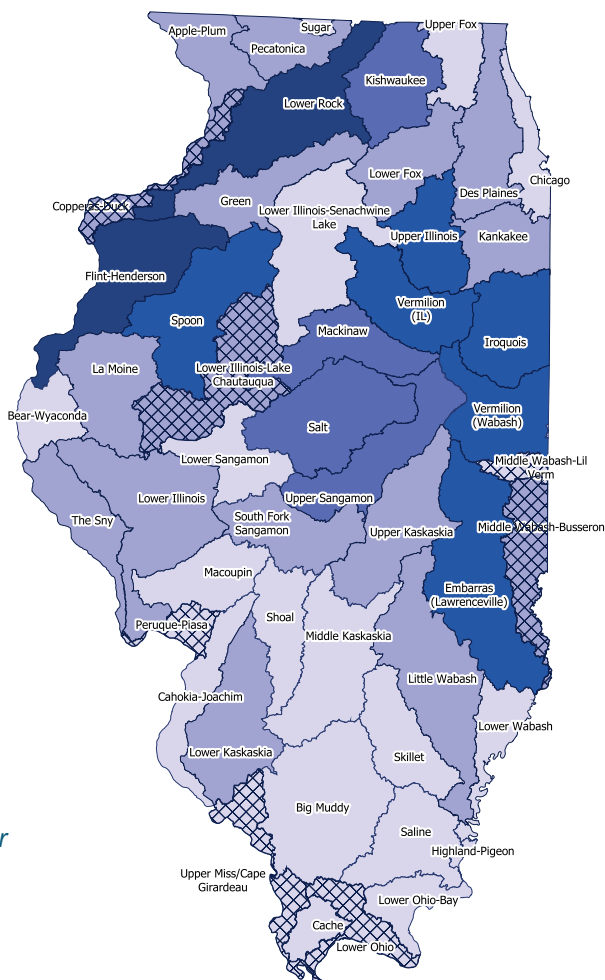 Upper Fox
Sugar
Apple-Plum
Pecatonica
Kishwaukee
Lower Rock
Lower Fox
Chicago
Des Plaines
Green
Copperas-Duck
Lower Illinois-Senachwine
Lake
Upper Illinois
Kankakee
Flint-Henderson
Vermilion
(IL)
Spoon
Mackinaw
Iroquois
La Moine
Lower Illinois-Lake
Chautauqua
Bear-Wyaconda
Vermilion
(Wabash)
Salt
Lower Sangamon
Middle Wabash-Lil
Verm
Lower Illinois
Upper Sangamon
The Sny
South Fork
Sangamon
Upper Kaskaskia
Middle Wabash-Busseron
Macoupin
Embarras
(Lawrenceville)
Shoal
Peruque-Piasa
Middle Kaskaskia
Little Wabash
Cahokia-Joachim
Lower Wabash
Lower Kaskaskia
Skillet
Big Muddy
r
Saline
Highland-Pigeon
Upper Miss/Cape
Girardeau
Lower Ohio-Bay
Cache
Lower Ohio